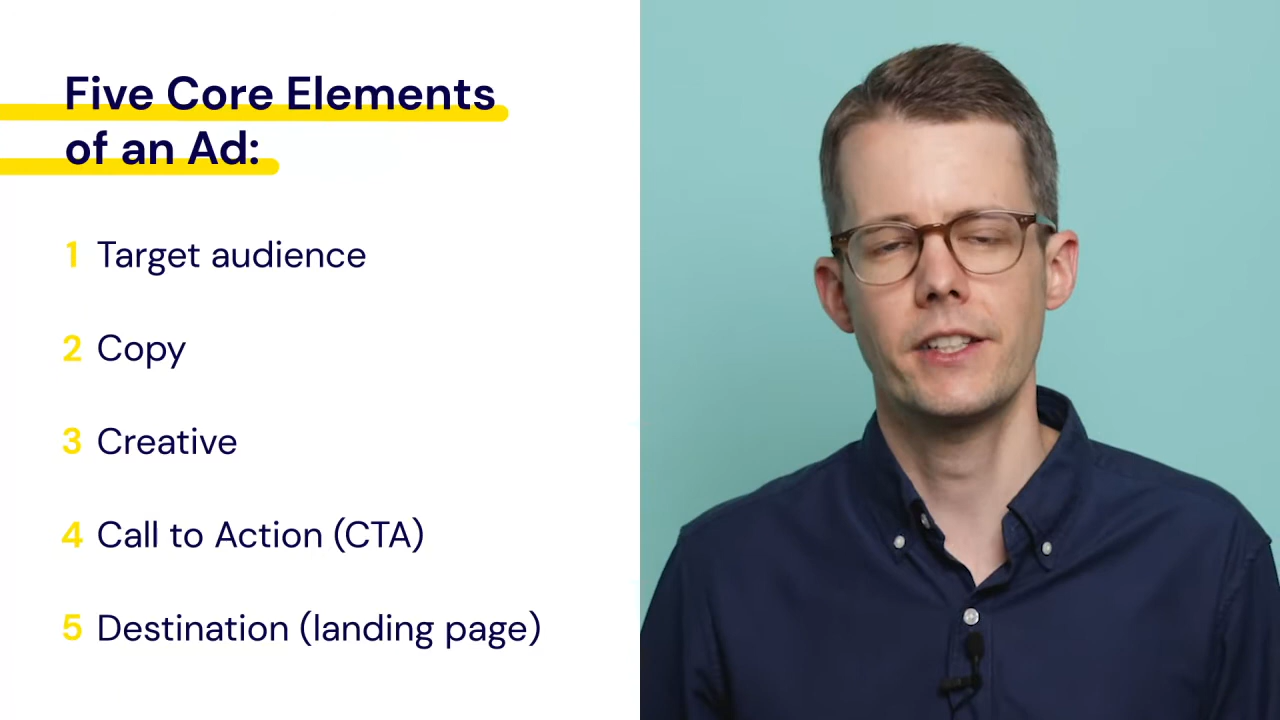 Five Core Elements
of an Ad:
1 Target audience
2 Copy
3 Creative
4 Call to Action (CTA)
5 Destination (landing page)